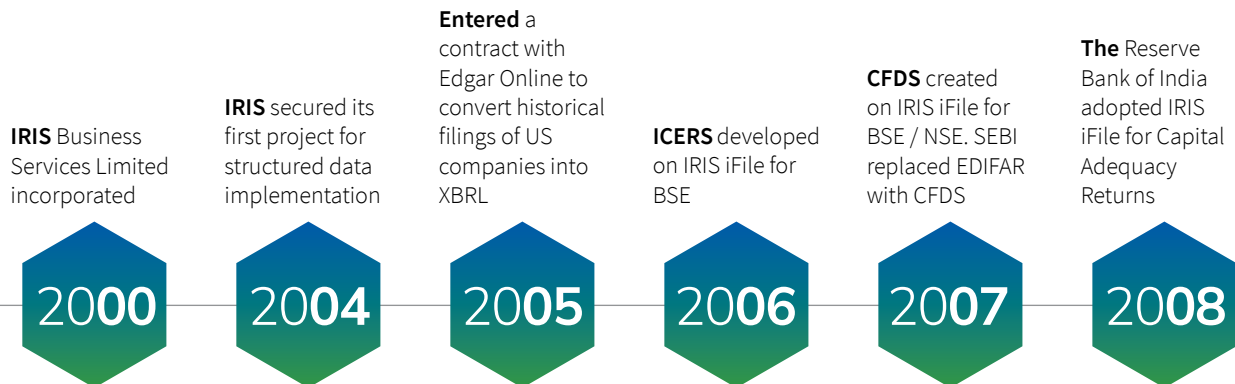 IRIS Business
Services Limited
incorporated
2000
IRIS secured its
first project for
structured data
implementation
2004
Entered a
contract with
Edgar Online to
convert historical
filings of US
companies into
XBRL
2005
ICERS developed
on IRIS iFile for
BSE
2006
CFDS created
on IRIS iFile for
BSE / NSE. SEBI
replaced EDIFAR
with CFDS
2007
The Reserve
Bank of India
adopted IRIS
iFile for Capital
Adequacy
Returns
2008